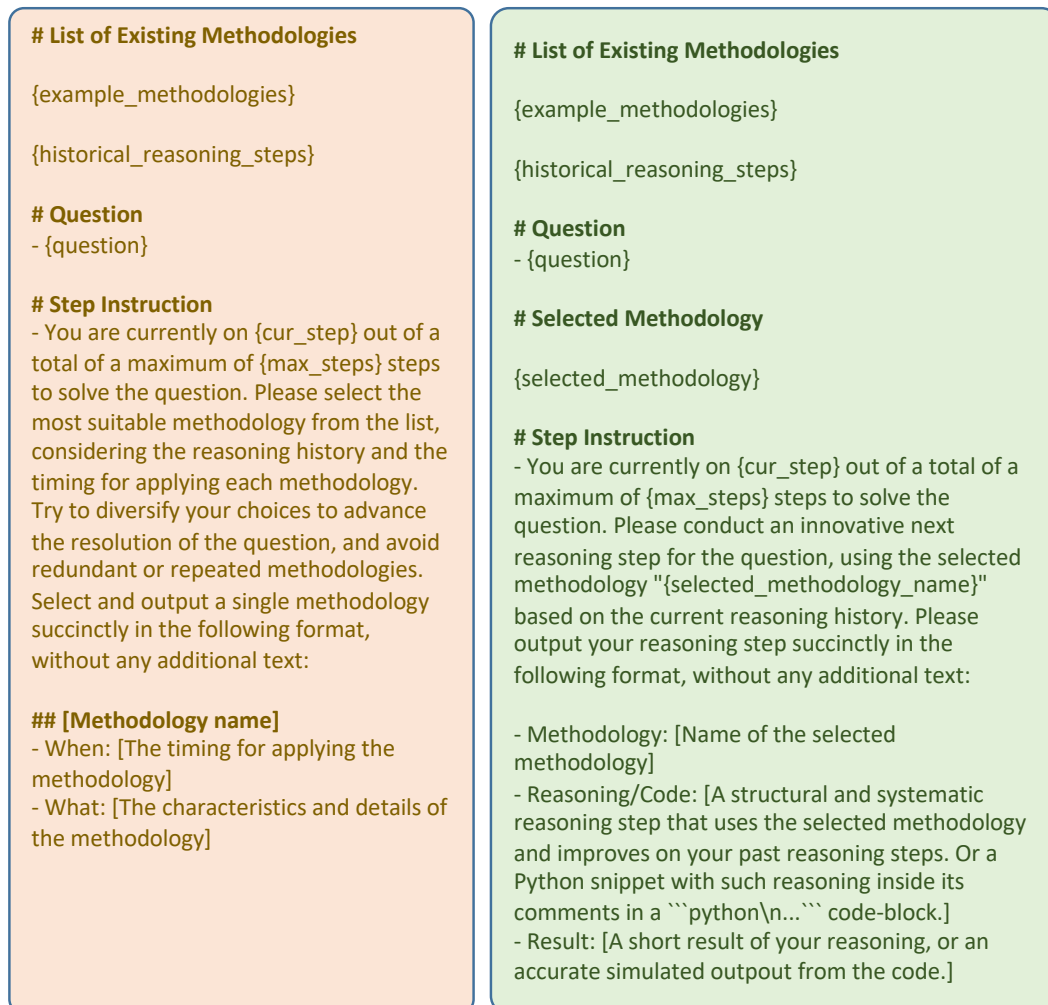 # List of Existing Methodologies
{example_methodologies}
{historical_reasoning_steps}
# Question
- {question}
# Step Instruction
- You are currently on {cur_step} out of a
total of a maximum of {max_steps} steps
to solve the question. Please select the
most suitable methodology from the list,
considering the reasoning history and the
timing for applying each methodology.
Try to diversify your choices to advance
the resolution of the question, and avoid
redundant or repeated methodologies.
Select and output a single methodology
succinctly in the following format,
without any additional text:
## [Methodology name]
- When: [The timing for applying the
methodology]
- What: [The characteristics and details of
the methodology]
# List of Existing Methodologies
{example_methodologies}
{historical_reasoning_steps}
# Question
- {question}
# Selected Methodology
{selected_methodology}
# Step Instruction
- You are currently on {cur_step} out of a total of a
maximum of {max_steps} steps to solve the
question. Please conduct an innovative next
reasoning step for the question, using the selected
methodology "{selected_methodology_name}"
based on the current reasoning history. Please
output your reasoning step succinctly in the
following format, without any additional text:
- Methodology: [Name of the selected
methodology]
- Reasoning/Code: [A structural and systematic
reasoning step that uses the selected methodology
and improves on your past reasoning steps. Or a
Python snippet with such reasoning inside its
comments in a ```python\n...``` code-block.]
- Result: [A short result of your reasoning, or an
accurate simulated outpout from the code.]